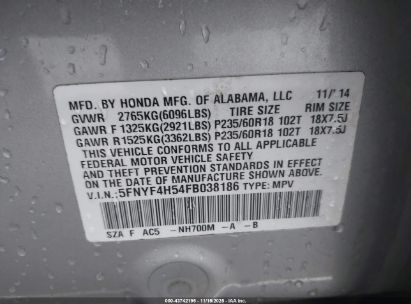 MFD. BY HONDA MFG. OF ALABAMA, LLC 11/'14
GVWR 2765KG(6096LBS) TIRE SIZE RIM SIZE
GAWR F 1325KG(2921LBS) P235/60R18 102T 18X7.5J
GAWR R 1525KG(3362LBS) P235/60R18 102T 18X7.5J
THIS VEHICLE CONFORMS TO ALL APPLICABLE
FEDERAL MOTOR VEHICLE SAFETY AND
THEFT PREVENTION STANDARDS IN EFFECT
ON THE DATE OF MANUFACTURE SHOWN ABOVE.
V.I.N.:5FNYF4H54FB038186 TYPE: MPV
SZA F AC5 -NH700M -A -B